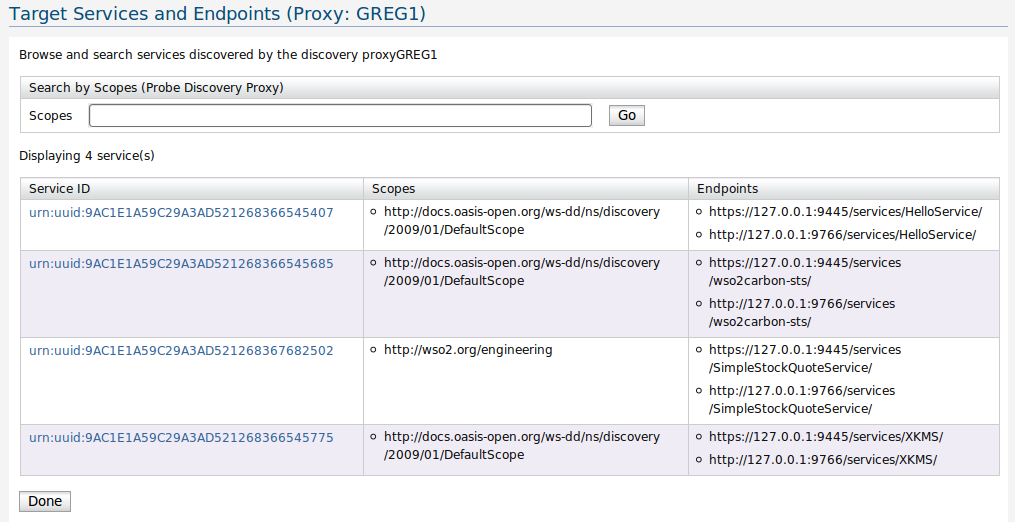 Target Services and Endpoints (Proxy: GREG1)
Browse and search services discovered by the discovery proxyGREG1
Search by Scopes (Probe Discovery Proxy)
Scopes Go
Displaying 4 service(s)
Service ID Scopes Endpoints
urn:uuid:9AC1E1A59C29A3AD521268366545407
http://docs.oasis-open.org/ws-dd/ns/discovery
/2009/01/DefaultScope
https://127.0.0.1:9445/services/HelloService/
http://127.0.0.1:9766/services/HelloService/
urn:uuid:9AC1E1A59C29A3AD521268366545685
http://docs.oasis-open.org/ws-dd/ns/discovery
/2009/01/DefaultScope
https://127.0.0.1:9445/services
/wso2carbon-sts/
http://127.0.0.1:9766/services
/wso2carbon-sts/
urn:uuid:9AC1E1A59C29A3AD521268367682502
http://wso2.org/engineering
https://127.0.0.1:9445/services
/SimpleStockQuoteService/
http://127.0.0.1:9766/services
/SimpleStockQuoteService/
urn:uuid:9AC1E1A59C29A3AD521268366545775
http://docs.oasis-open.org/ws-dd/ns/discovery
/2009/01/DefaultScope
https://127.0.0.1:9445/services/XKMS/
http://127.0.0.1:9766/services/XKMS/
Done